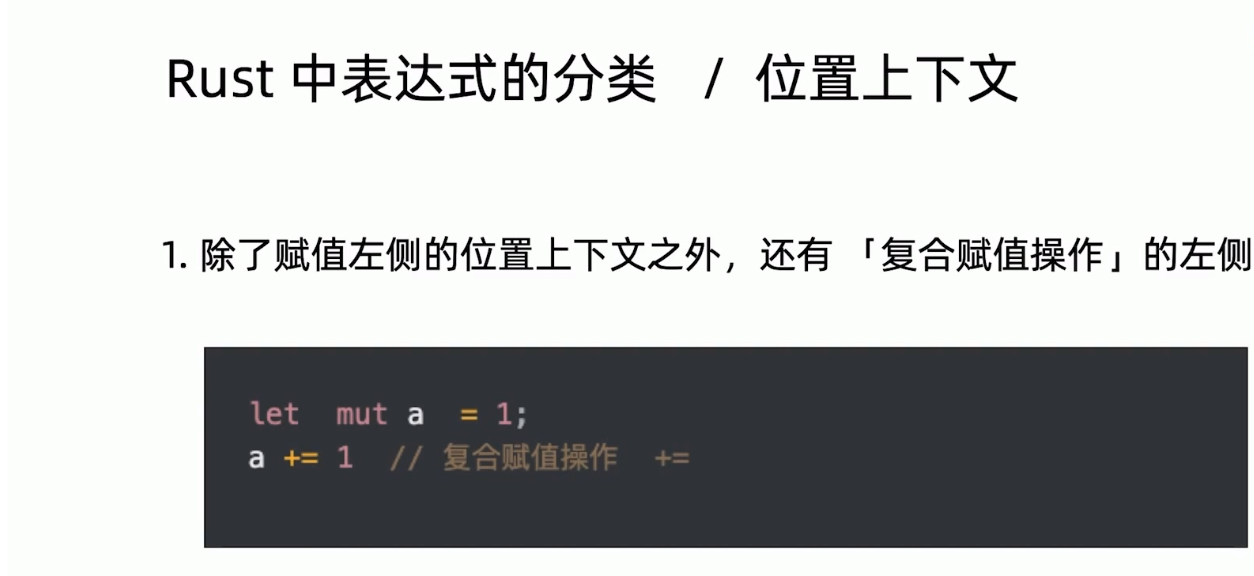 Rust 中表达式的分类 / 位置上下文
1. 除了赋值左侧的位置上下文之外，还有 「复合赋值操作」的左侧
let mut a = 1;
a += 1 // 复合赋值操作 +=